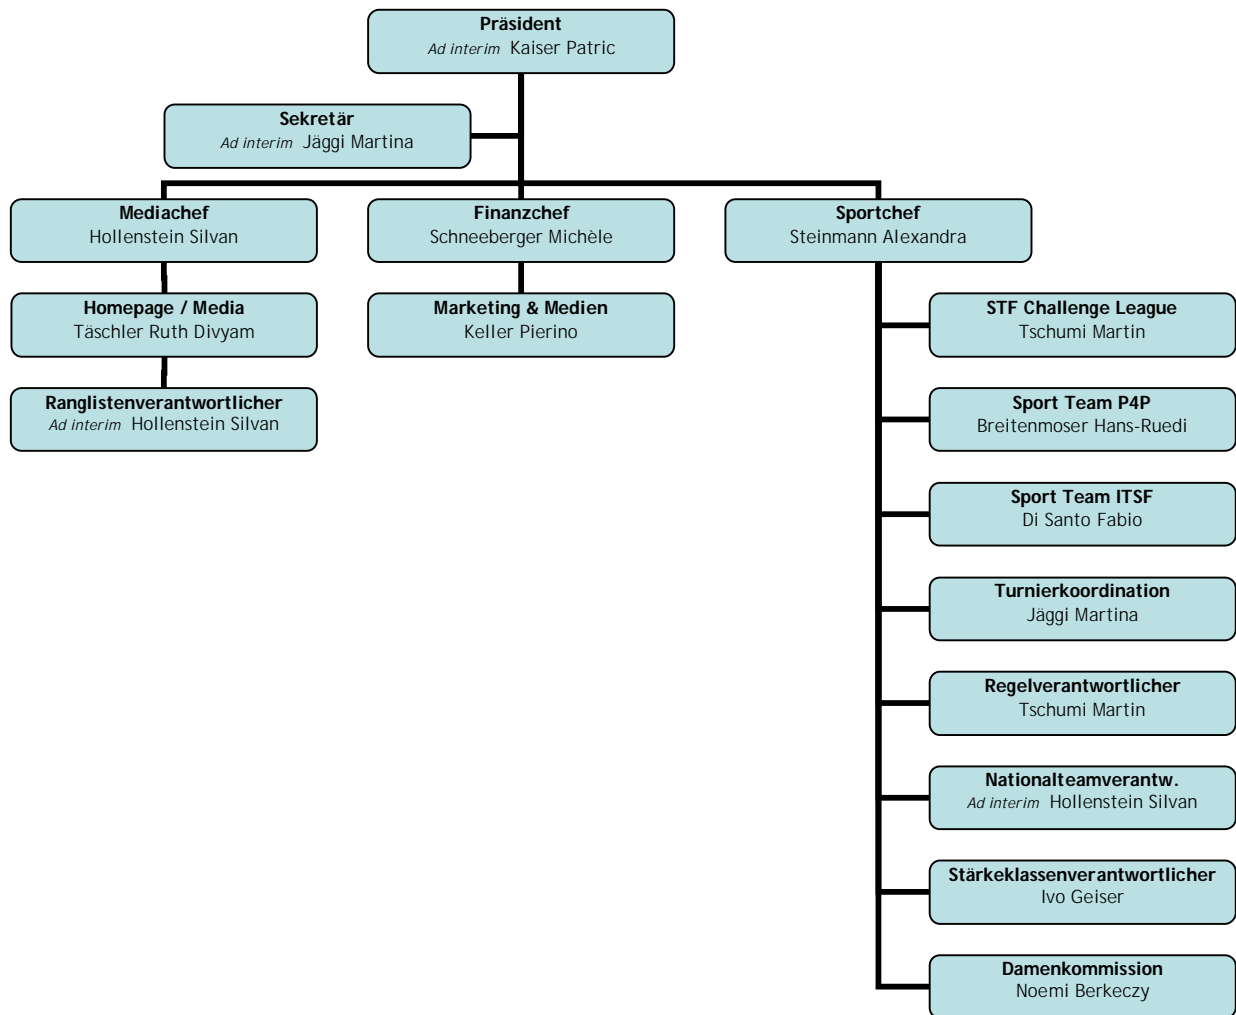 Präsident
Ad interim Kaiser Patric
Sekretär
Ad interim Jäggi Martina
Mediachef
Hollenstein Silvan
Finanzchef
Schneeberger Michèle
Sportchef
Steinmann Alexandra
Homepage / Media
Täschler Ruth Divyam
Marketing & Medien
Keller Pierino
STF Challenge League
Tschumi Martin
Ranglistenverantwortlicher
Ad interim Hollenstein Silvan
Sport Team P4P
Breitenmoser Hans-Ruedi
Sport Team ITSF
Di Santo Fabio
Turnierkoordination
Jäggi Martina
Regelverantwortlicher
Tschumi Martin
Nationalteamverantw.
Ad interim Hollenstein Silvan
Stärkeklassenverantwortlicher
Ivo Geiser
Damenkommission
Noemi Berkeczy